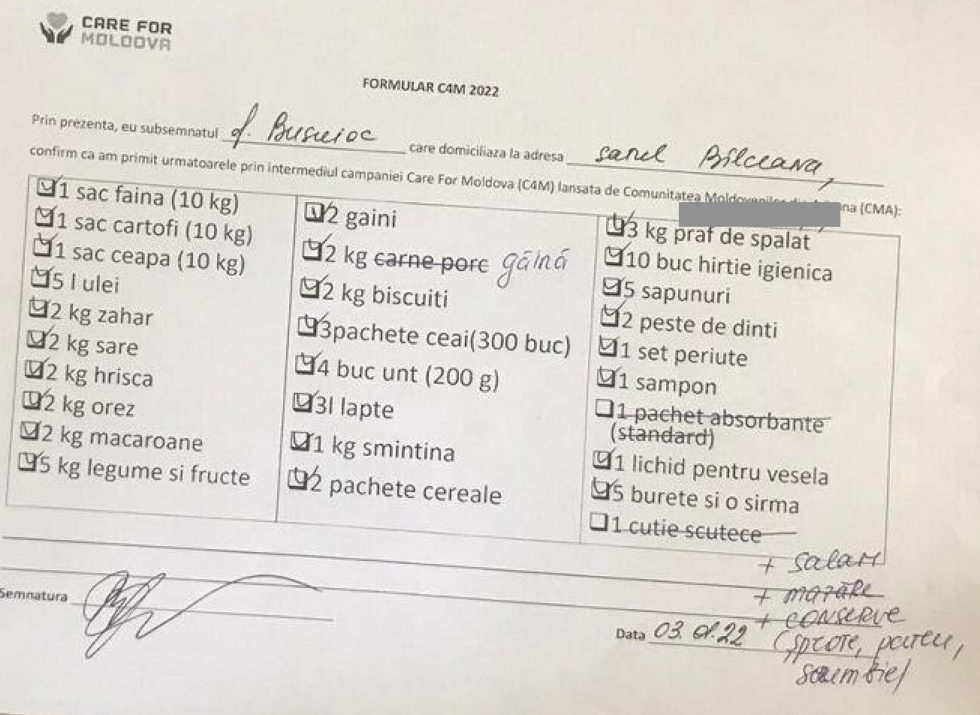 CARE FOR
MOLDOVA
FORMULAR C4M 2022
Prin prezenta, eu subsemnatul d. Busuioc care domiciliaza la adresa satul Bîlceana,
confirm ca am primit urmatoarele prin intermediul campaniei Care For Moldova (C4M) lansata de Comunitatea Moldovenilor na (CMA):
1 sac faina (10 kg)
1 sac cartofi (10 kg)
1 sac ceapa (10 kg)
5 l ulei
2 kg zahar
2 kg sare
2 kg hrisca
2 kg orez
2 kg macaroane
5 kg legume si fructe
2 gaini
2 kg carne porc găină
2 kg biscuiti
3pachete ceai(300 buc)
4 buc unt (200 g)
3l lapte
1 kg smintina
2 pachete cereale
3 kg praf de spalat
10 buc hirtie igienica
5 sapunuri
2 peste de dinti
1 set periute
1 sampon
1 pachet absorbante
(standard)
1 lichid pentru vesela
5 burete si o sirma
1 cutie scutece
+ salam
+ mazăre
+ conserve
(șprote, pateu,
scumbie)
Semnatura
Data 03.01.22